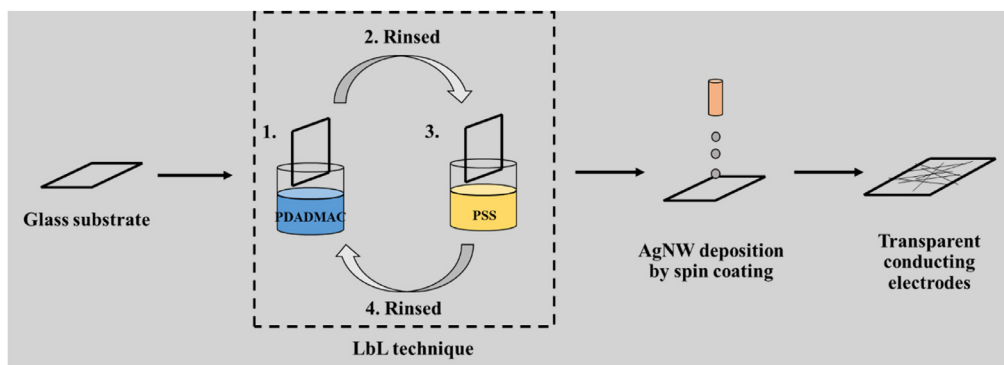 Glass substrate
2. Rinsed
1.
3.
PDADMAC
PSS
4. Rinsed
LbL technique
AgNW deposition
by spin coating
Transparent
conducting
electrodes